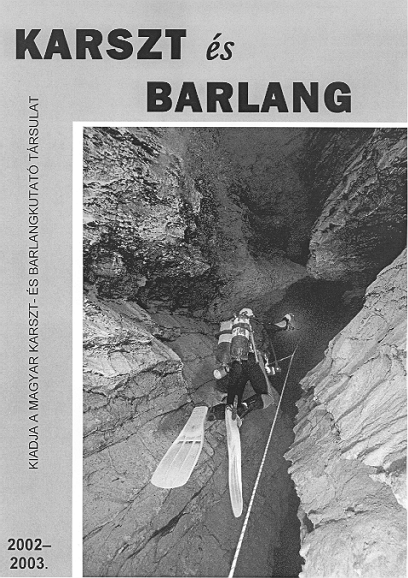 KARSZT és
BARLANG
KIADJA A MAGYAR KARSZT- ÉS BARLANGKUTATÓ TÁRSULAT
2002–
2003.